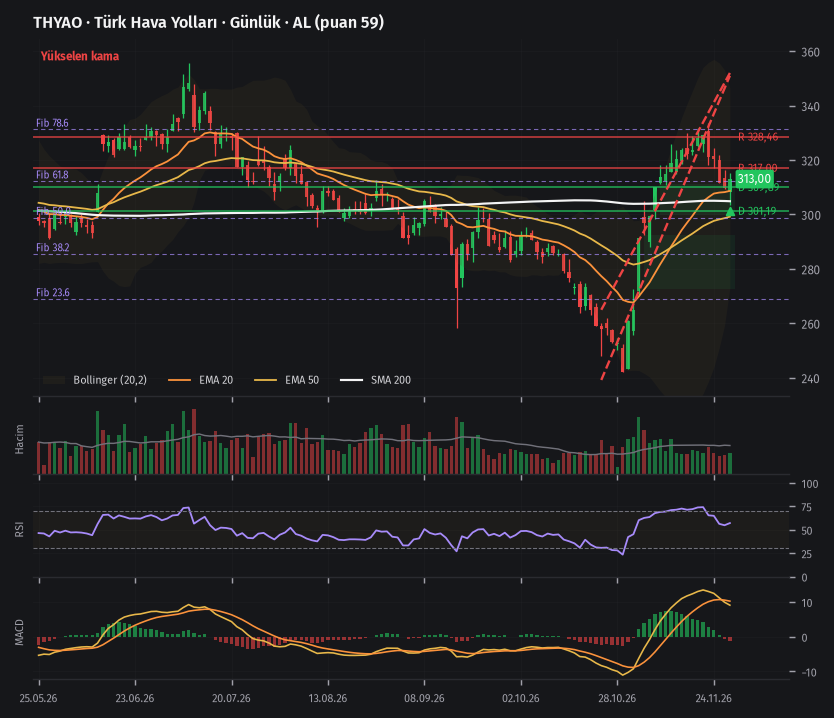 THYAO · Türk Hava Yolları · Günlük · AL (puan 59)
Yükselen kama
360
340
320
300
280
260
240
Fib 78.6
R 328,46
R 317,00
Fib 61.8
313,00
D 301,19
Fib 38.2
Fib 23.6
Bollinger (20,2)
EMA 20
EMA 50
SMA 200
Hacim
RSI
100
75
50
25
0
MACD
10
0
−10
25.05.26
23.06.26
20.07.26
13.08.26
08.09.26
02.10.26
28.10.26
24.11.26